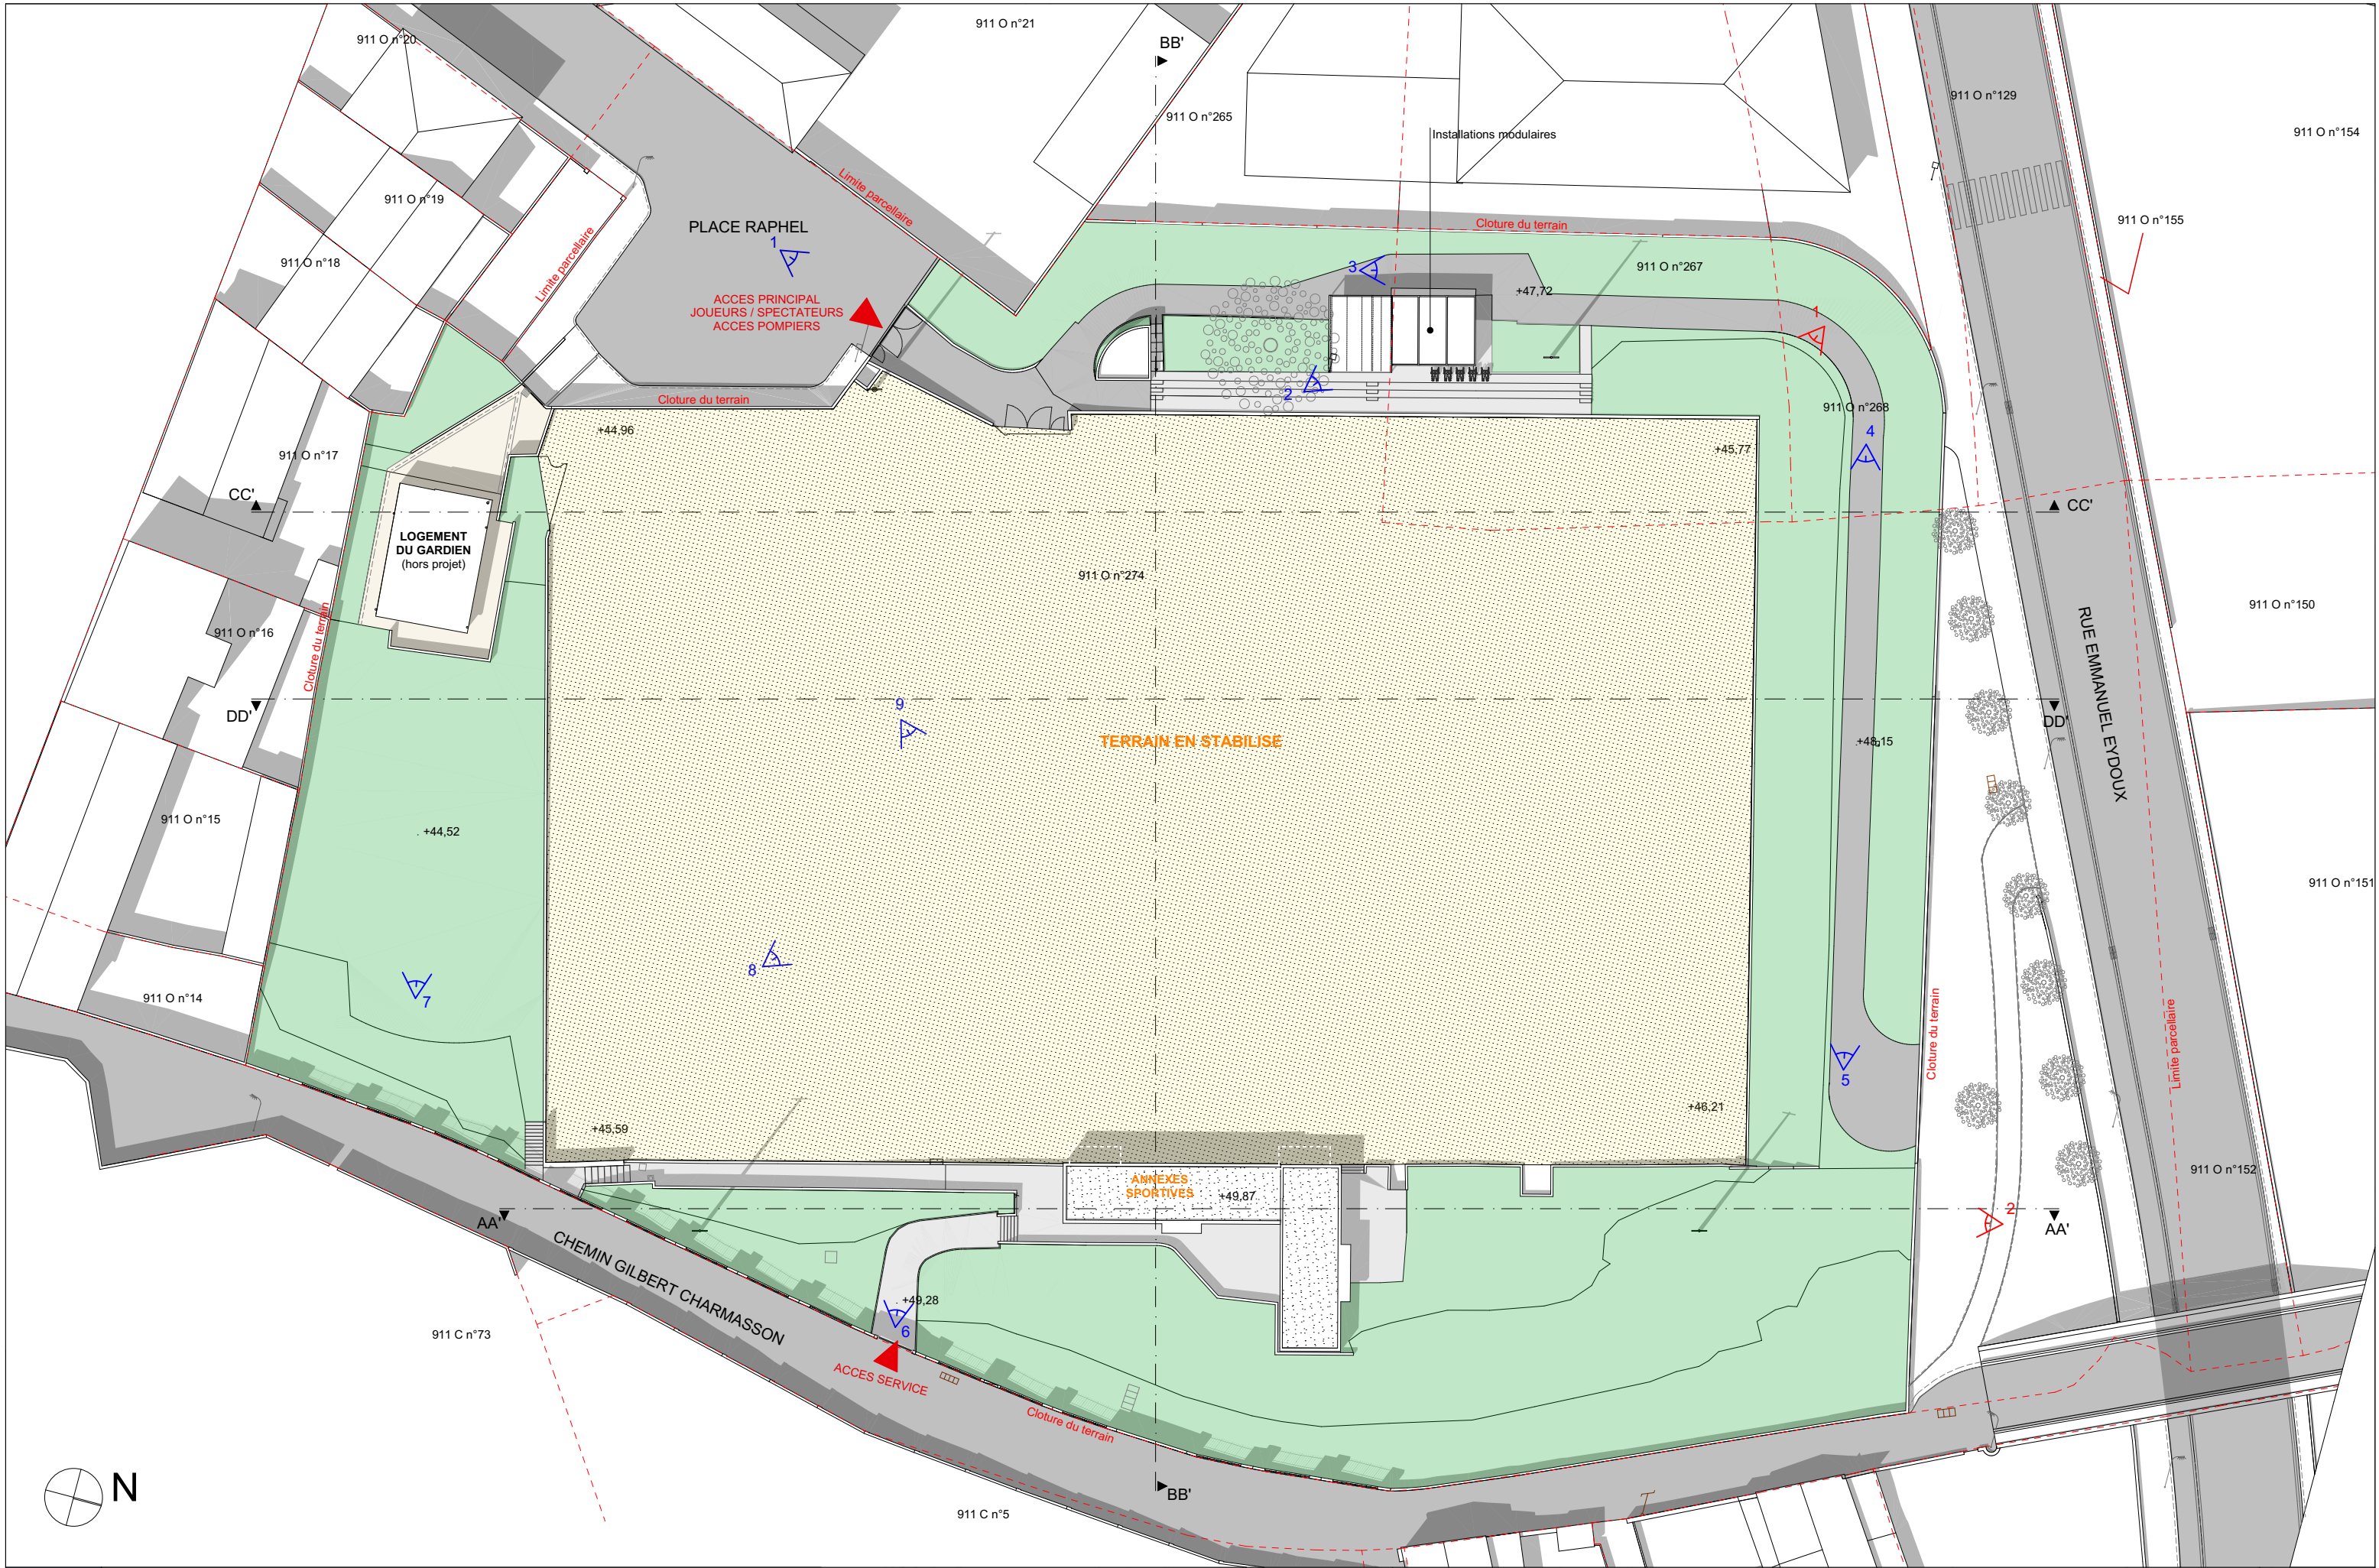 911 O n°20
911 O n°21
BB'
911 O n°265
Installations modulaires
911 O n°129
911 O n°154
911 O n°19
Limite parcellaire
PLACE RAPHEL
1
Limite parcellaire
Cloture du terrain
911 O n°155
911 O n°18
3
911 O n°267
+47,72
ACCES PRINCIPAL
JOUEURS / SPECTATEURS
ACCES POMPIERS
1
2
Cloture du terrain
911 O n°268
+44,96
4
+45,77
911 O n°17
CC'
CC'
LOGEMENT
DU GARDIEN
(hors projet)
911 O n°274
911 O n°150
911 O n°16
Cloture du terrain
RUE EMMANUEL EYDOUX
9
DD'
DD'
TERRAIN EN STABILISE
+48,15
911 O n°15
+44,52
911 O n°151
8
911 O n°14
7
Cloture du terrain
Limite parcellaire
5
+46,21
+45,59
911 O n°152
ANNEXES
SPORTIVES
+49,87
AA'
2
AA'
CHEMIN GILBERT CHARMASSON
+49,28
6
911 C n°73
ACCES SERVICE
Cloture du terrain
N
BB'
911 C n°5